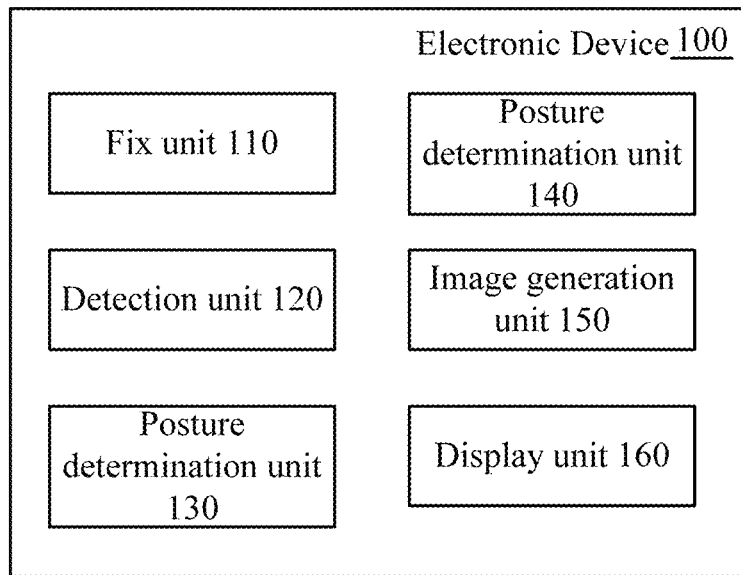 Electronic Device 100
Fix unit 110
Posture
determination unit
140
Detection unit 120
Image generation
unit 150
Posture
determination unit
130
Display unit 160